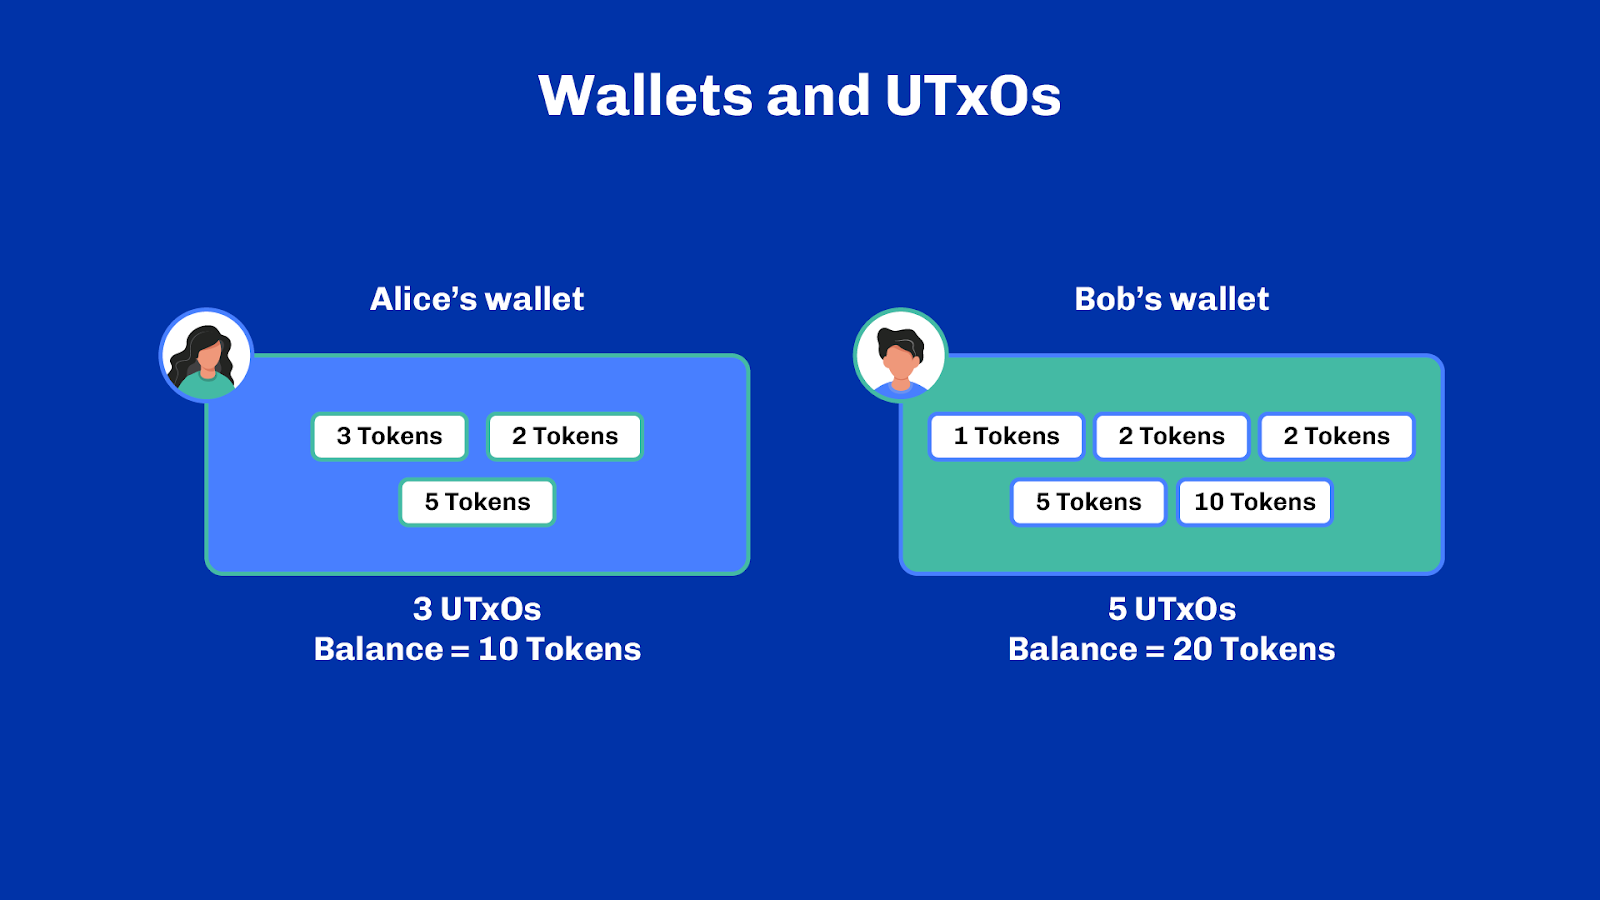 Wallets and UTxOs
Alice’s wallet
3 Tokens
2 Tokens
5 Tokens
3 UTxOs
Balance = 10 Tokens
Bob’s wallet
1 Tokens
2 Tokens
2 Tokens
5 Tokens
10 Tokens
5 UTxOs
Balance = 20 Tokens